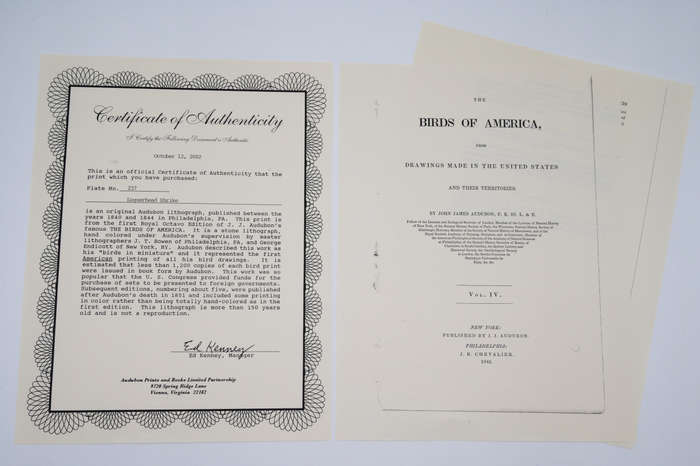 Certificate of Authenticity
I Certify the Following Document is Authentic
October 12, 2002
This is an official Certificate of Authenticity that the
print which you have purchased:
Plate No. 237
Loggerhead Shrike
is an original Audubon lithograph, published between the
years 1840 and 1844 in Philadelphia, PA. This print is
from the first Royal Octavo Edition of J. J. Audubon's
famous THE BIRDS OF AMERICA. It is a stone lithograph,
hand colored under Audubon's supervision by master
lithographers J. T. Bowen of Philadelphia, PA, and George
Endicott of New York, NY. Audubon described this work as
his "birds in miniature" and it represented the first
American printing of all his bird drawings. It is
estimated that less than 1,200 copies of each bird print
were issued in book form by Audubon. This work was so
popular that the U. S. Congress provided funds for the
purchase of sets to be presented to foreign governments.
Subsequent editions, numbering about five, were published
after Audubon's death in 1851 and included some printing
in color rather than being totally hand-colored as in the
first edition. This lithograph is more than 150 years
old and is not a reproduction.
Ed Kenney
Ed Kenney, Manager
Audubon Prints and Books Limited Partnership
9720 Spring Ridge Lane
Vienna, Virginia 22182
THE
BIRDS OF AMERICA,
FROM
DRAWINGS MADE IN THE UNITED STATES
AND THEIR TERRITORIES.
BY JOHN JAMES AUDUBON, F. R. SS. L. & E.
Vol. IV.
NEW YORK:
PUBLISHED BY J. J. AUDUBON.
PHILADELPHIA:
J. B. CHEVALIER.
1842.